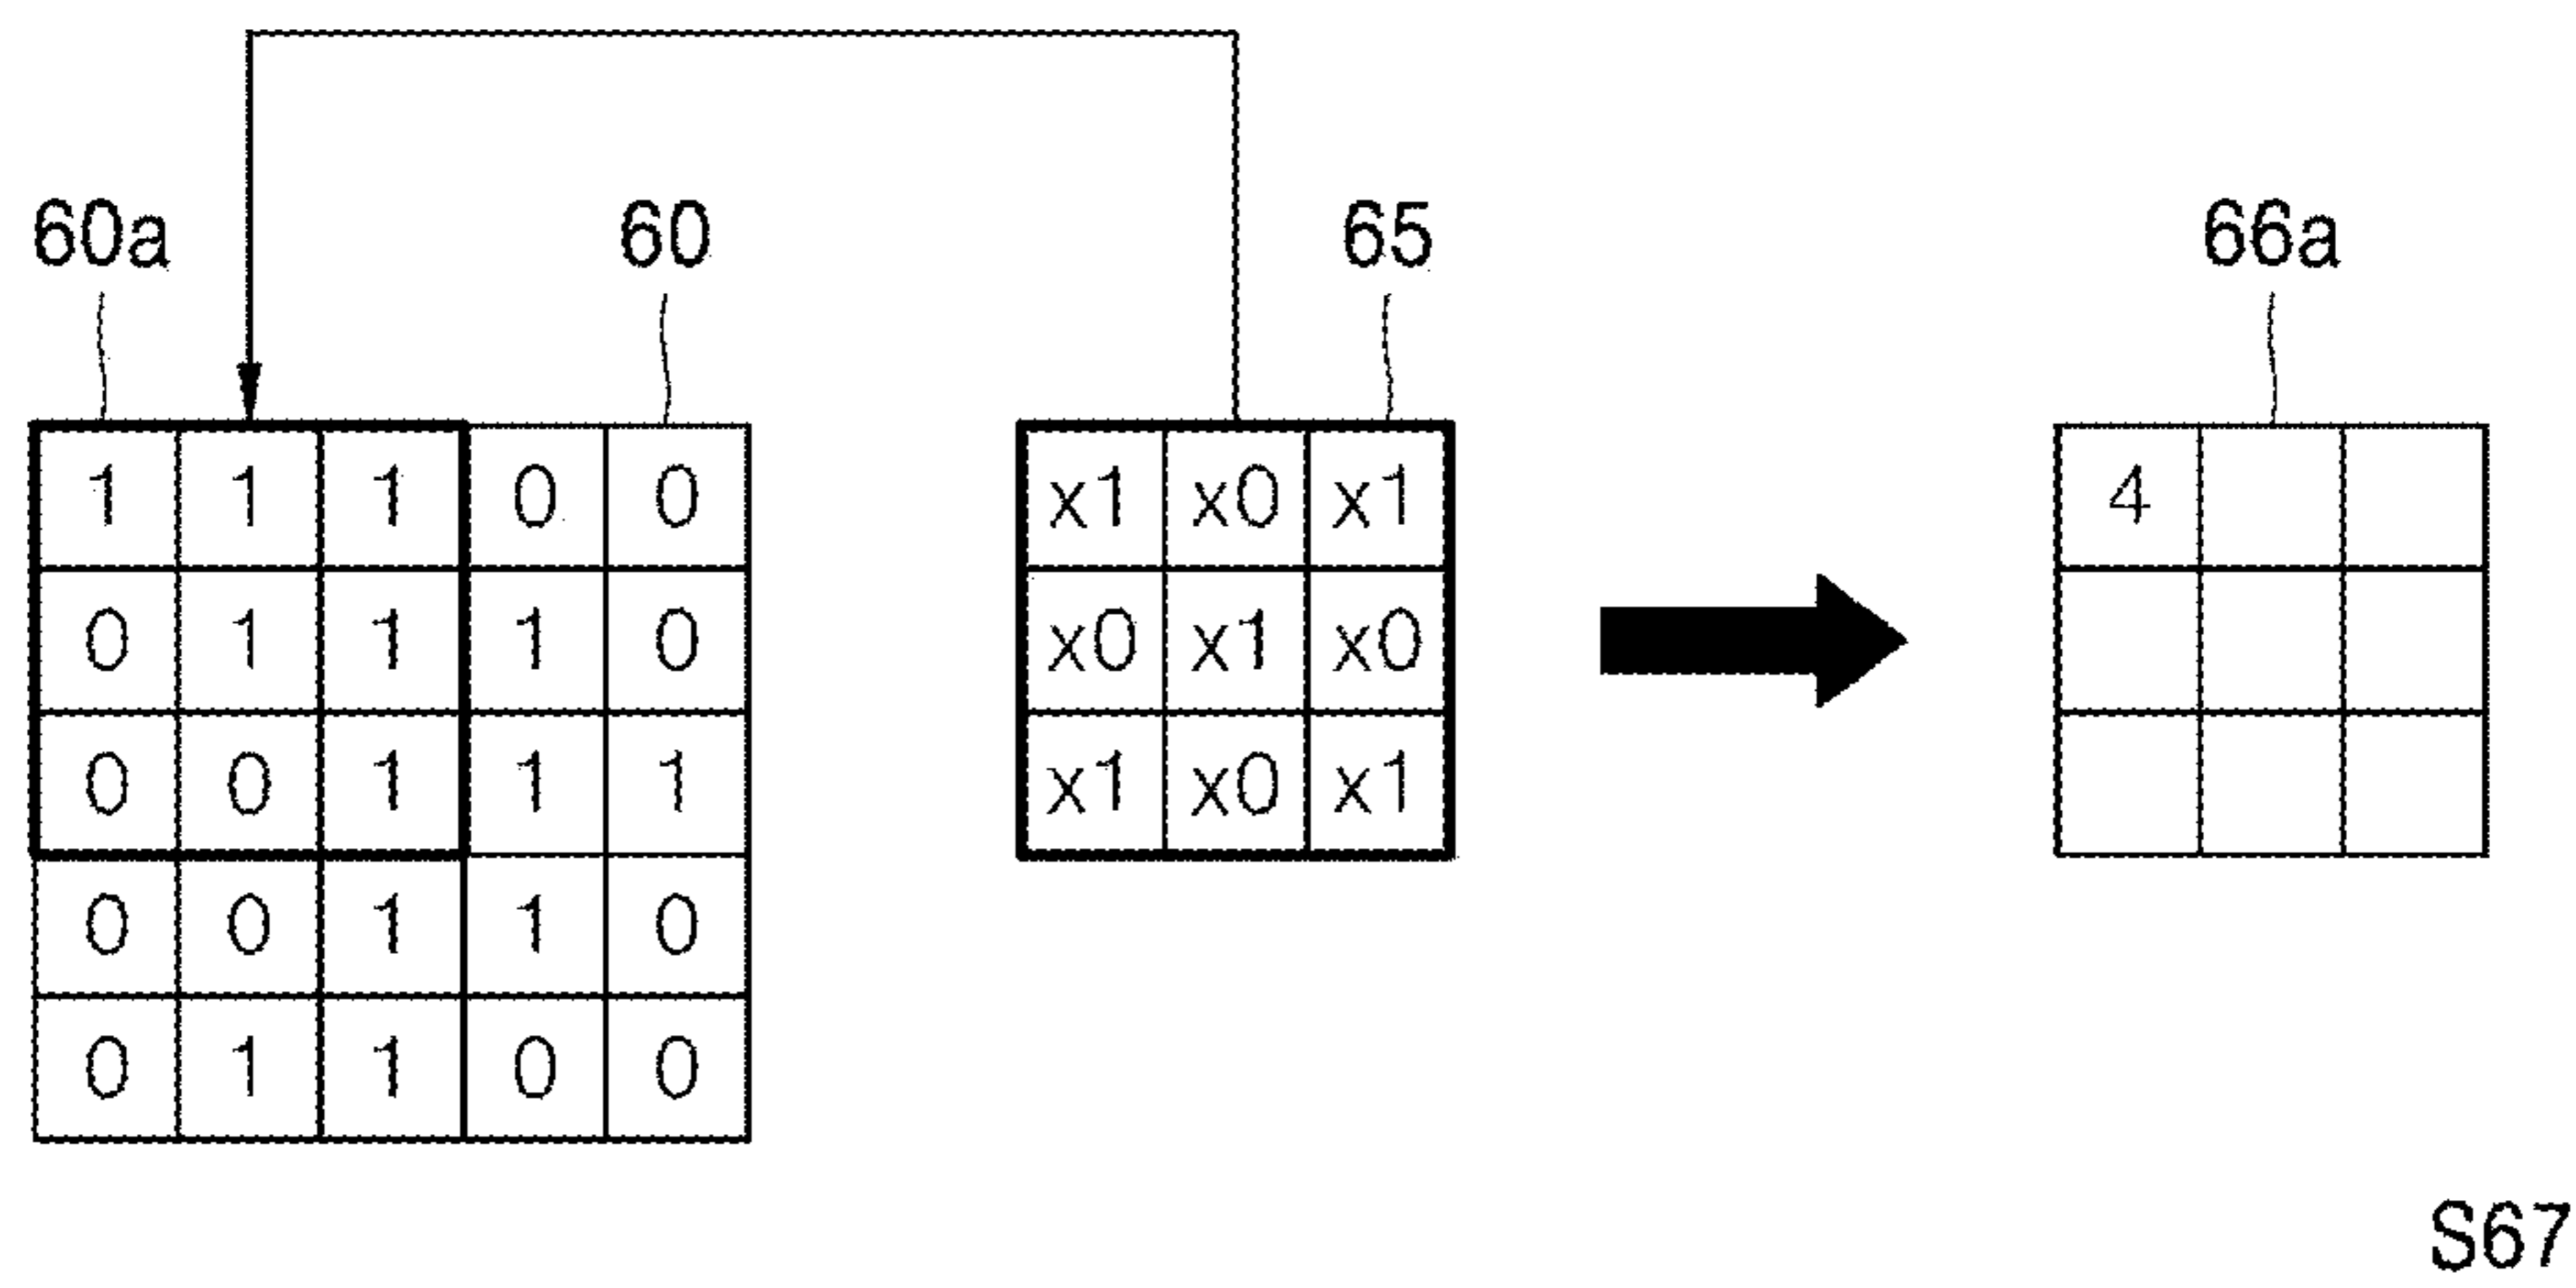 60a 60 65 66a
1 1 1 0 0 x1 x0 x1 4
0 1 1 1 0 x0 x1 x0
0 0 1 1 1 x1 x0 x1
0 0 1 1 0
0 1 1 0 0
S67